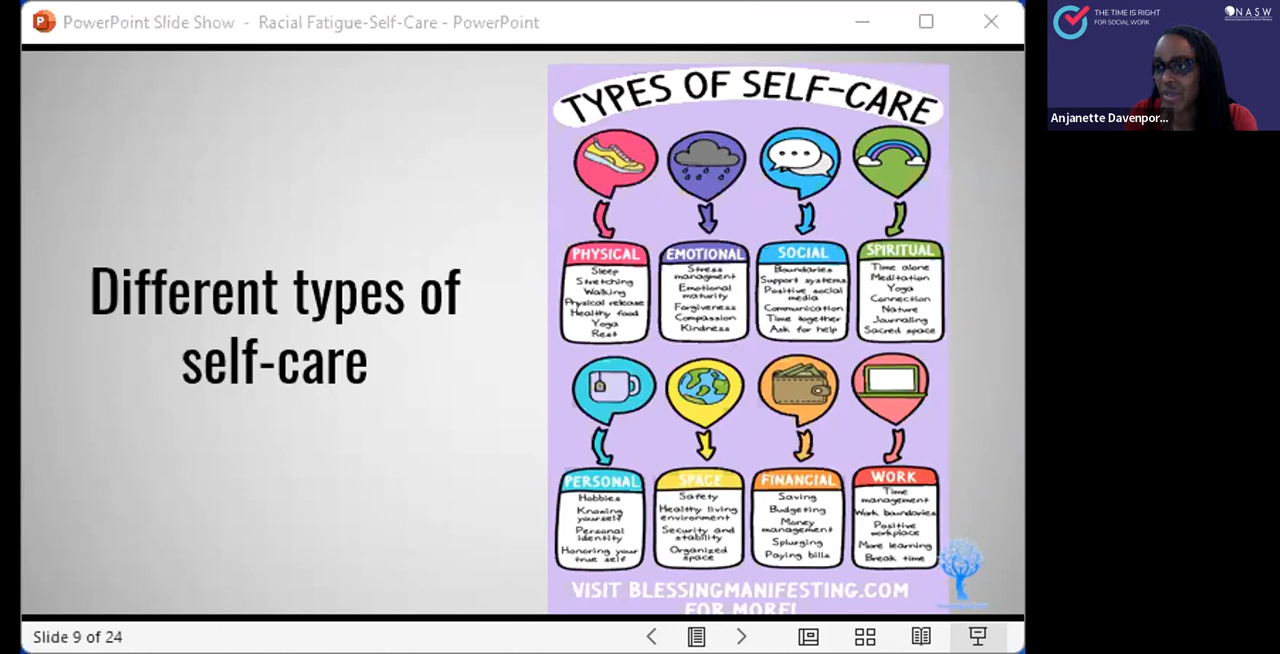 PowerPoint Slide Show - Racial Fatigue-Self-Care - PowerPoint
THE TIME IS RIGHT
FOR SOCIAL WORK
NASW
Anjanette Davenpor...
Different types of
self-care
TYPES OF SELF-CARE
PHYSICAL
Sleep
Stretching
Walking
Physical release
Healthy food
Yoga
Rest
EMOTIONAL
Stress
managment
Emotional
maturity
Forgiveness
Compassion
Kindness
SOCIAL
Boundaries
Support systems
Positive social
media
Communication
Time together
Ask for help
SPIRITUAL
Time alone
Meditation
Yoga
Connection
Nature
Journaling
Sacred space
PERSONAL
Hobbies
Knowing
yourself
Personal
identity
Honoring your
true self
SPACE
Safety
Healthy living
environment
Security and
stability
Organized
space
FINANCIAL
Saving
Budgeting
Money
management
Splurging
Paying bills
WORK
Time
management
Work boundaries
Positive
workplace
More learning
Break time
VISIT BLESSINGMANIFESTING.COM
FOR MORE!
Slide 9 of 24